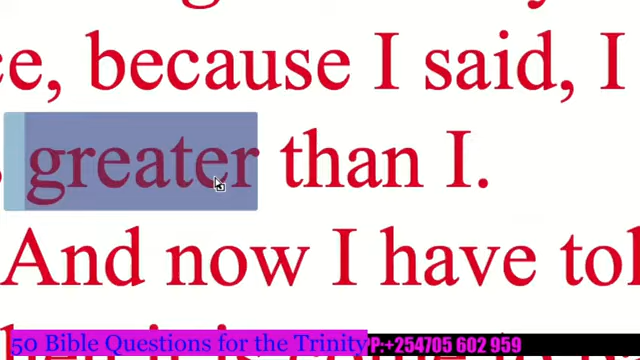 ce, because I said, I
greater than I.
And now I have tol
50 Bible Questions for the Trinity
P:+254705 602 959